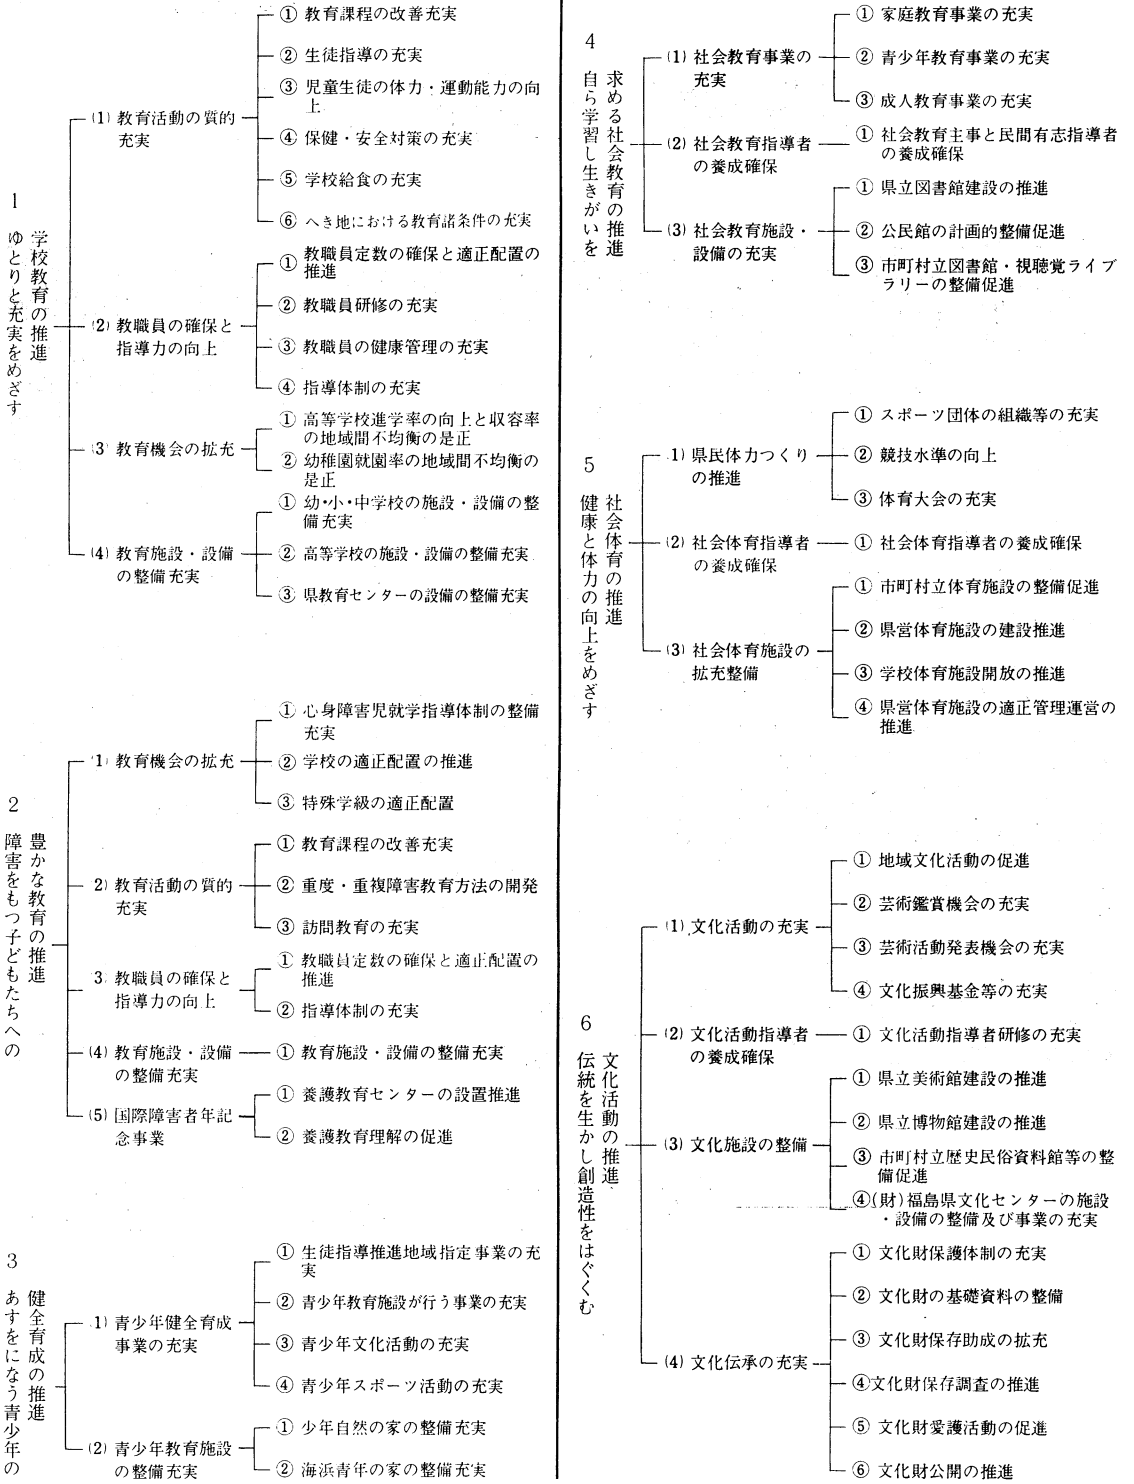 1 ゆとりと充実をめざす
学校教育の推進
(1) 教育活動の質的
充実
① 教育課程の改善充実
② 生徒指導の充実
③ 児童生徒の体力・運動能力の向
上
④ 保健・安全対策の充実
⑤ 学校給食の充実
⑥ へき地における教育諸条件の充実
(2) 教職員の確保と
指導力の向上
① 教職員定数の確保と適正配置の
推進
② 教職員研修の充実
③ 教職員の健康管理の充実
④ 指導体制の充実
(3) 教育機会の拡充
① 高等学校進学率の向上と収容率
の地域間不均衡の是正
② 幼稚園就園率の地域間不均衡の
是正
(4) 教育施設・設備
の整備充実
① 幼・小・中学校の施設・設備の整
備充実
② 高等学校の施設・設備の整備充実
③ 県教育センターの設備の整備充実
2 障害をもつ子どもたちへの
豊かな教育の推進
(1) 教育機会の拡充
① 心身障害児就学指導体制の整備
充実
② 学校の適正配置の推進
③ 特殊学級の適正配置
2) 教育活動の質的
充実
① 教育課程の改善充実
② 重度・重複障害教育方法の開発
③ 訪問教育の充実
3) 教職員の確保と
指導力の向上
① 教職員定数の確保と適正配置の
推進
② 指導体制の充実
(4) 教育施設・設備
の整備充実
① 教育施設・設備の整備充実
(5) 国際障害者年記
念事業
① 養護教育センターの設置推進
② 養護教育理解の促進
3 あすをになう青少年の
健全育成の推進
1) 青少年健全育成
事業の充実
① 生徒指導推進地域指定事業の充
実
② 青少年教育施設が行う事業の充実
③ 青少年文化活動の充実
④ 青少年スポーツ活動の充実
(2) 青少年教育施設
の整備充実
① 少年自然の家の整備充実
② 海浜青年の家の整備充実
4 自ら学習し生きがいを
求める社会教育の推進
(1) 社会教育事業の
充実
① 家庭教育事業の充実
② 青少年教育事業の充実
③ 成人教育事業の充実
(2) 社会教育指導者
の養成確保
① 社会教育主事と民間有志指導者
の養成確保
(3) 社会教育施設・
設備の充実
① 県立図書館建設の推進
② 公民館の計画的整備促進
③ 市町村立図書館・視聴覚ライブ
ラリーの整備促進
5 健康と体力の向上をめざす
社会体育の推進
1) 県民体力つくり
の推進
① スポーツ団体の組織等の充実
② 競技水準の向上
③ 体育大会の充実
(2) 社会体育指導者
の養成確保
① 社会体育指導者の養成確保
(3) 社会体育施設の
拡充整備
① 市町村立体育施設の整備促進
② 県営体育施設の建設推進
③ 学校体育施設開放の推進
④ 県営体育施設の適正管理運営の
推進
6 伝統を生かし創造性をはぐくむ
文化活動の推進
(1) 文化活動の充実
① 地域文化活動の促進
② 芸術鑑賞機会の充実
③ 芸術活動発表機会の充実
④ 文化振興基金等の充実
(2) 文化活動指導者
の養成確保
① 文化活動指導者研修の充実
(3) 文化施設の整備
① 県立美術館建設の推進
② 県立博物館建設の推進
③ 市町村立歴史民俗資料館等の整
備促進
④(財)福島県文化センターの施設
・設備の整備及び事業の充実
(4) 文化伝承の充実
① 文化財保護体制の充実
② 文化財の基礎資料の整備
③ 文化財保存助成の拡充
④文化財保存調査の推進
⑤ 文化財愛護活動の促進
⑥ 文化財公開の推進